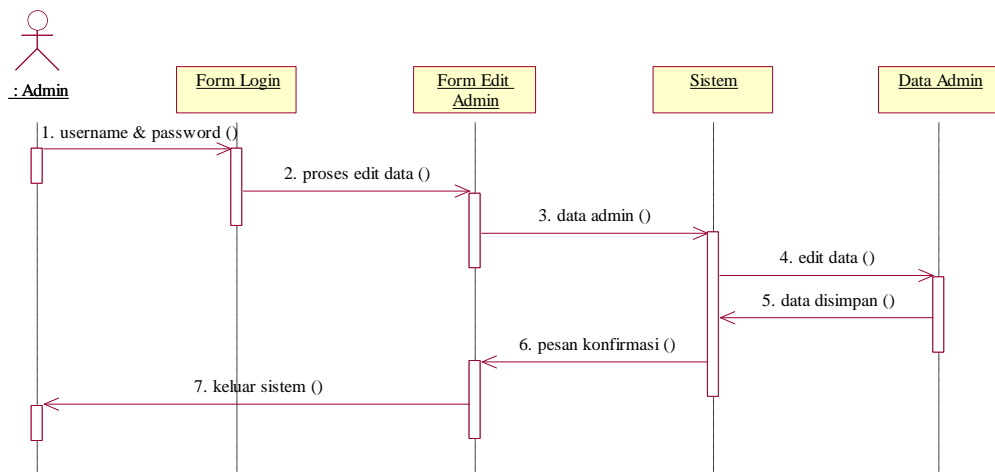 : Admin
Form Login
Form Edit
Admin
Sistem
Data Admin
1. username & password ()
2. proses edit data ()
3. data admin ()
4. edit data ()
5. data disimpan ()
6. pesan konfirmasi ()
7. keluar sistem ()